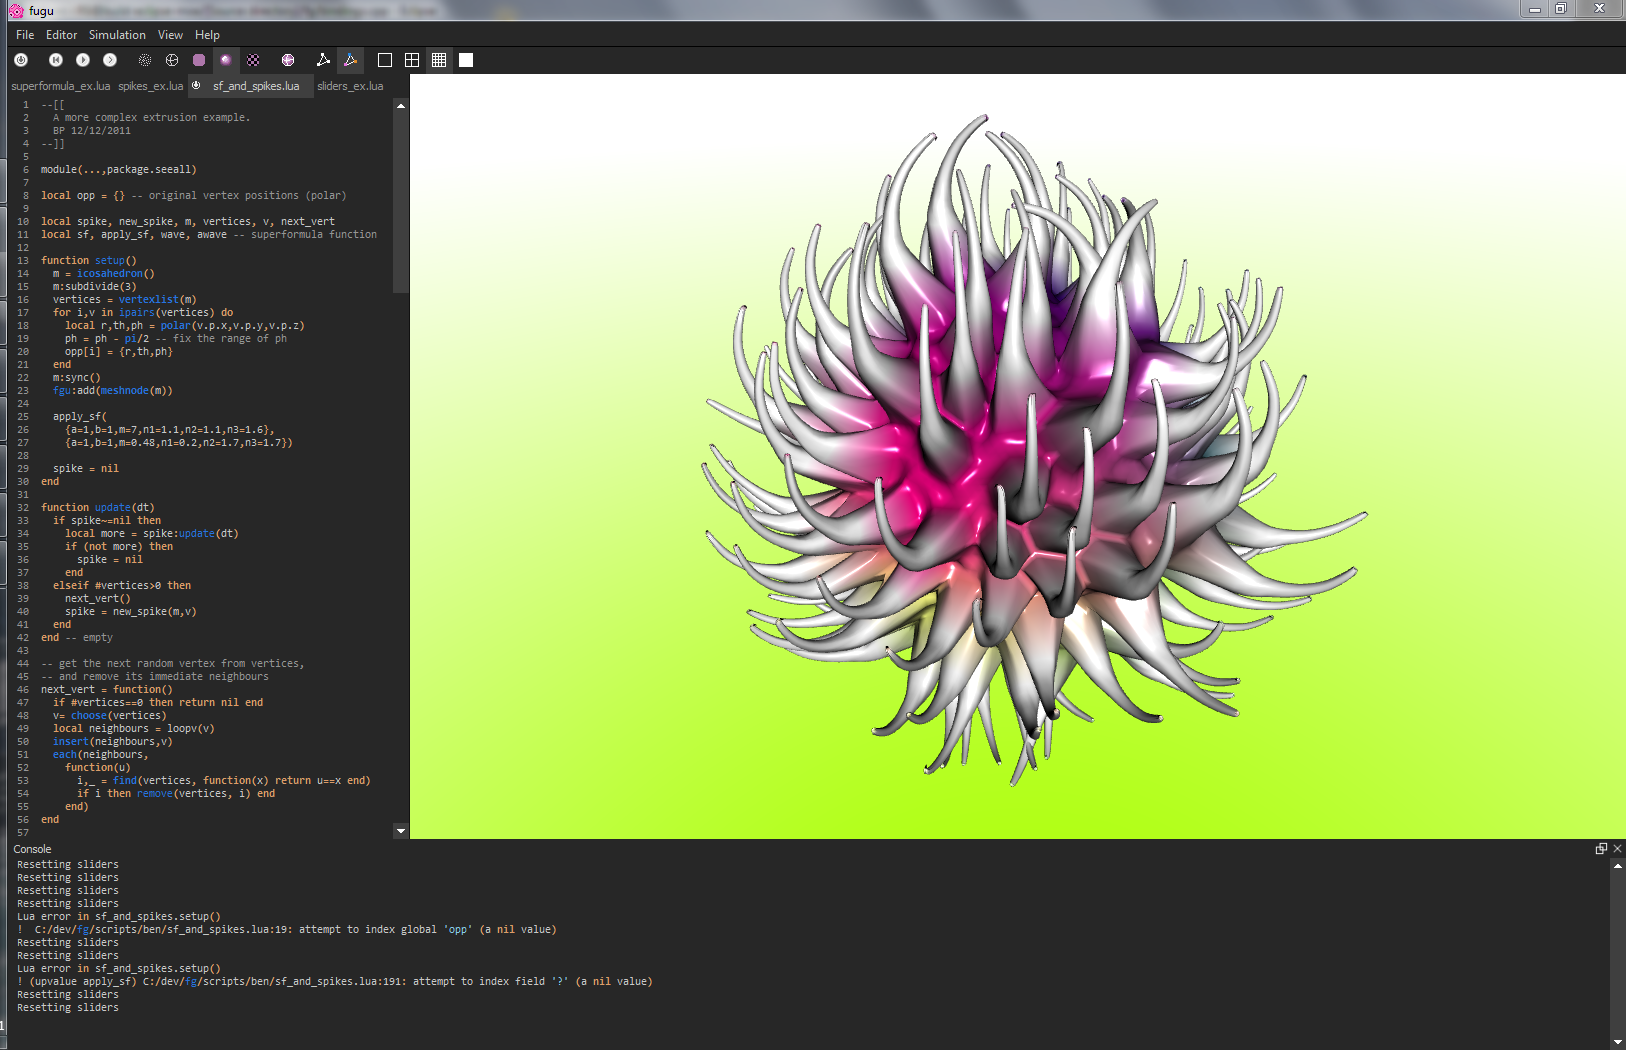 fugu
File Editor Simulation View Help
superformula_ex.lua spikes_ex.lua sf_and_spikes.lua sliders_ex.lua
1 --[[
2 A more complex extrusion example.
3 BP 12/12/2011
4 --]]
5
6 module(...,package.seeall)
7
8 local opp = {} -- original vertex positions (polar)
9
10 local spike, new_spike, m, vertices, v, next_vert
11 local sf, apply_sf, wave, awave -- superformula function
12
13 function setup()
14 m = icosahedron()
15 m:subdivide(3)
16 vertices = vertexlist(m)
17 for i,v in ipairs(vertices) do
18 local r,th,ph = polar(v.p.x,v.p.y,v.p.z)
19 ph = ph - pi/2 -- fix the range of ph
20 opp[i] = {r,th,ph}
21 end
22 m:sync()
23 fgu:add(meshnode(m))
24
25 apply_sf(
26 {a=1,b=1,m=7,n1=1.1,n2=1.1,n3=1.6},
27 {a=1,b=1,m=0.48,n1=0.2,n2=1.7,n3=1.7})
28
29 spike = nil
30 end
31
32 function update(dt)
33 if spike~=nil then
34 local more = spike:update(dt)
35 if (not more) then
36 spike = nil
37 end
38 elseif #vertices>0 then
39 next_vert()
40 spike = new_spike(m,v)
41 end
42 end -- empty
43
44 -- get the next random vertex from vertices,
45 -- and remove its immediate neighbours
46 next_vert = function()
47 if #vertices==0 then return nil end
48 v= choose(vertices)
49 local neighbours = loopv(v)
50 insert(neighbours,v)
51 each(neighbours,
52 function(u)
53 i,_ = find(vertices, function(x) return u==x end)
54 if i then remove(vertices, i) end
55 end)
56 end
57
Console
Resetting sliders
Resetting sliders
Resetting sliders
Resetting sliders
Lua error in sf_and_spikes.setup()
! C:/dev/fg/scripts/ben/sf_and_spikes.lua:19: attempt to index global 'opp' (a nil value)
Resetting sliders
Resetting sliders
Lua error in sf_and_spikes.setup()
! (upvalue apply_sf) C:/dev/fg/scripts/ben/sf_and_spikes.lua:191: attempt to index field '?' (a nil value)
Resetting sliders
Resetting sliders
1